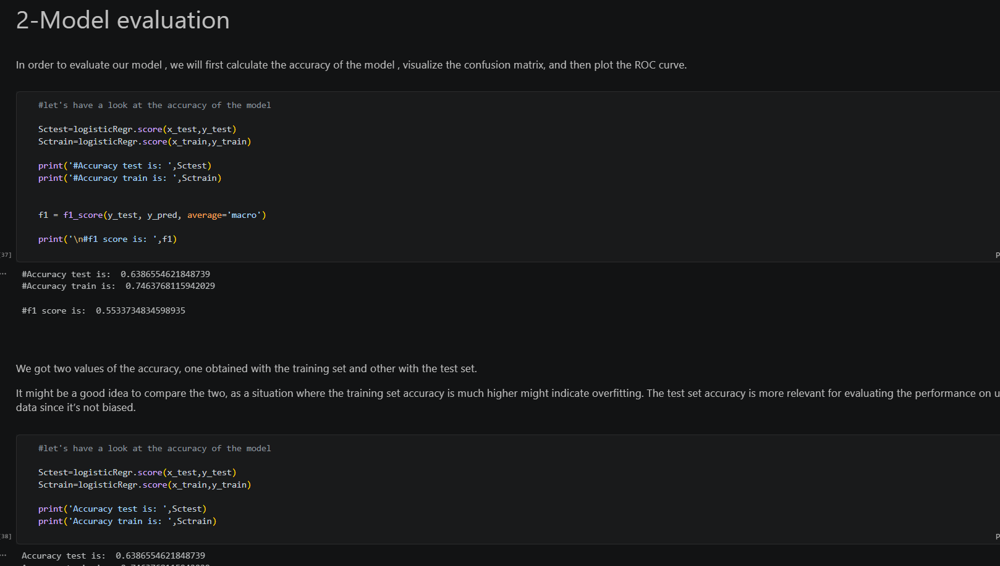 2-Model evaluation
In order to evaluate our model , we will first calculate the accuracy of the model , visualize the confusion matrix, and then plot the ROC curve.
#let's have a look at the accuracy of the model
Sctest=logisticRegr.score(x_test,y_test)
Sctrain=logisticRegr.score(x_train,y_train)
print('#Accuracy test is: ',Sctest)
print('#Accuracy train is: ',Sctrain)
f1 = f1_score(y_test, y_pred, average='macro')
print('\n#f1 score is: ',f1)
37]
P
#Accuracy test is:  0.6386554621848739
#Accuracy train is:  0.7463768115942029
#f1 score is:  0.5533734834598935
We got two values of the accuracy, one obtained with the training set and other with the test set.
It might be a good idea to compare the two, as a situation where the training set accuracy is much higher might indicate overfitting. The test set accuracy is more relevant for evaluating the performance on u
data since it's not biased.
#let's have a look at the accuracy of the model
Sctest=logisticRegr.score(x_test,y_test)
Sctrain=logisticRegr.score(x_train,y_train)
print('Accuracy test is: ',Sctest)
print('Accuracy train is: ',Sctrain)
38]
P
Accuracy test is:  0.6386554621848739